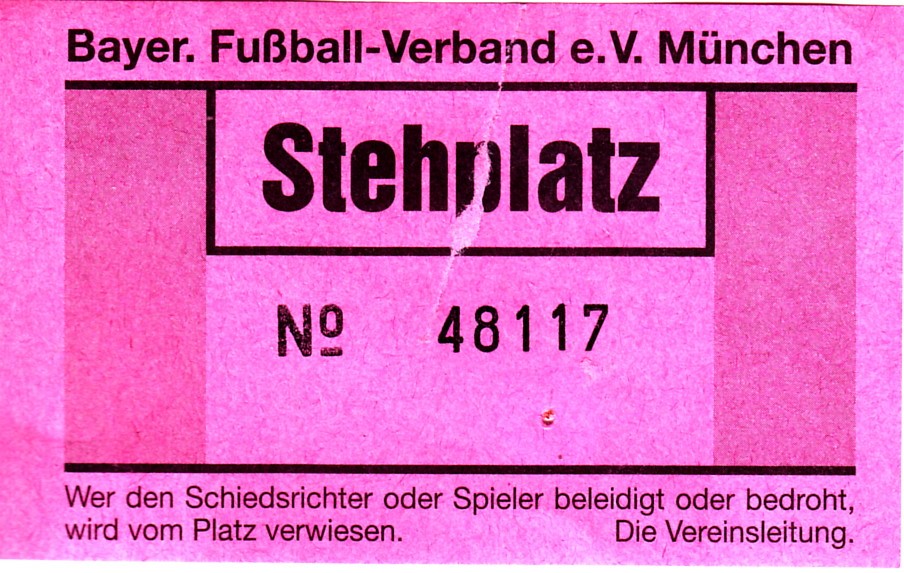 Bayer. Fußball-Verband e.V. München
Stehplatz
Nº 48117
Wer den Schiedsrichter oder Spieler beleidigt oder bedroht,
wird vom Platz verwiesen. Die Vereinsleitung.